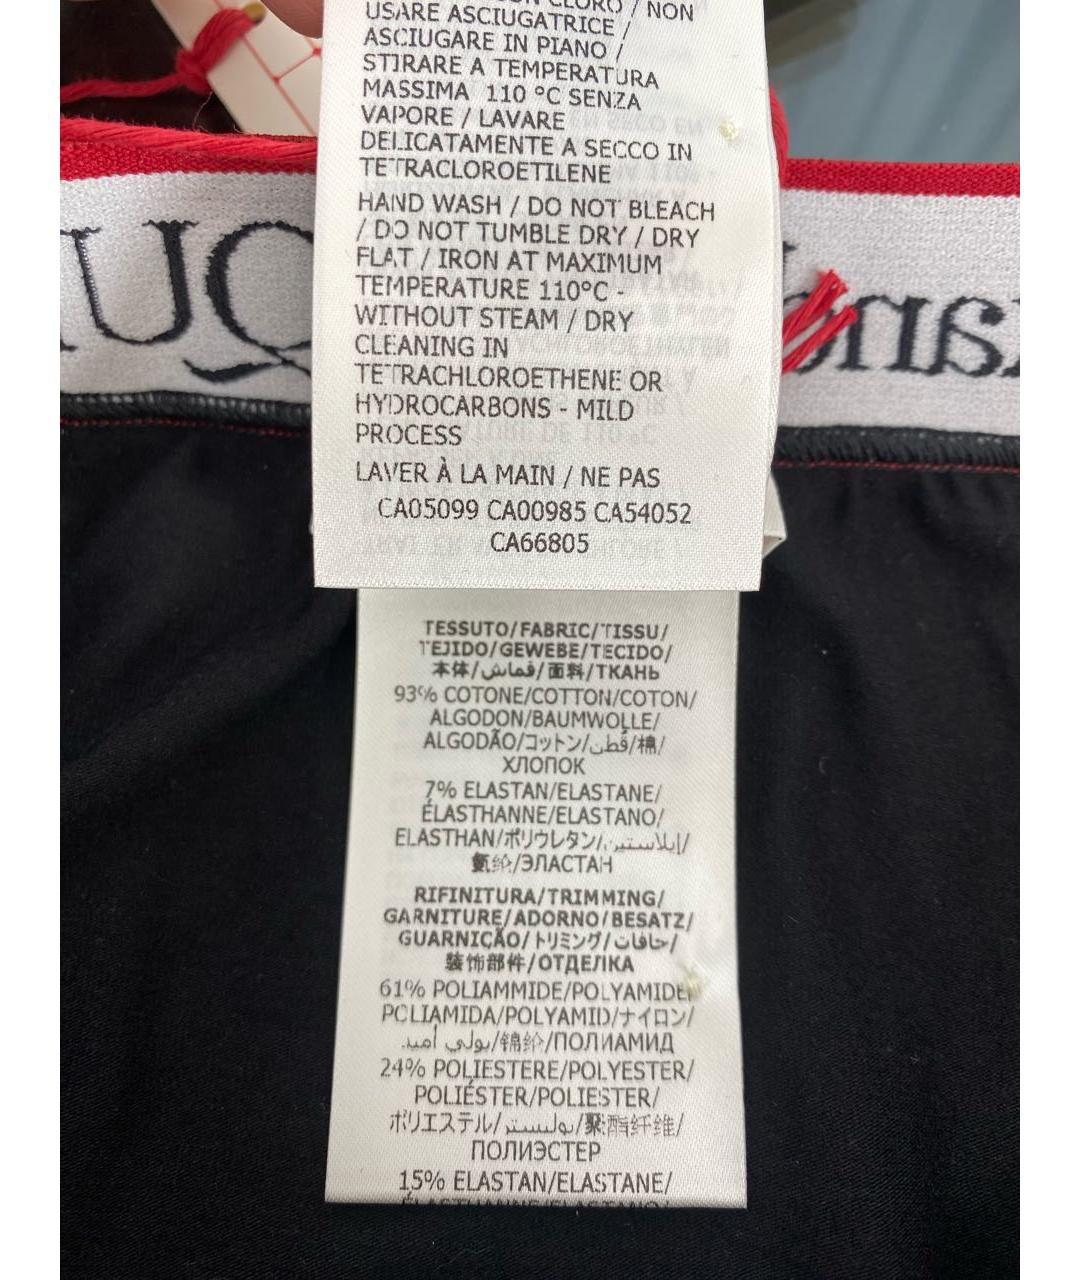 CLORO / NON
USARE ASCIUGATRICE /
ASCIUGARE IN PIANO /
STIRARE A TEMPERATURA
MASSIMA 110 °C SENZA
VAPORE / LAVARE
DELICATAMENTE A SECCO IN
TETRACLOROETILENE
HAND WASH / DO NOT BLEACH
/ DO NOT TUMBLE DRY / DRY
FLAT / IRON AT MAXIMUM
TEMPERATURE 110°C -
WITHOUT STEAM / DRY
CLEANING IN
TETRACHLOROETHENE OR
HYDROCARBONS - MILD
PROCESS
LAVER À LA MAIN / NE PAS
CA05099 CA00985 CA54052
CA66805
TESSUTO/FABRIC/TISSU/
TEJIDO/GEWEBE/TECIDO/
本体/قماش/面料/ТКАНЬ
93% COTONE/COTTON/COTON/
ALGODON/BAUMWOLLE/
ALGODÃO/コットン/قطن/棉/
ХЛОПОК
7% ELASTAN/ELASTANE/
ÉLASTHANNE/ELASTANO/
ELASTHAN/ポリウレタン/إيلاستين/
氨纶/ЭЛАСТАН
RIFINITURA/TRIMMING/
GARNITURE/ADORNO/BESATZ/
GUARNIÇÃO/トリミング/حافات/
装饰部件/ОТДЕЛКА
61% POLIAMMIDE/POLYAMIDE/
POLIAMIDA/POLYAMID/ナイロン/
بولي أميد/锦纶/ПОЛИАМИД
24% POLIESTERE/POLYESTER/
POLIÉSTER/POLIESTER/
ポリエステル/بوليستر/聚酯纤维/
ПОЛИЭСТЕР
15% ELASTAN/ELASTANE/
ÉLASTHANNE/ELASTANO/
UQ